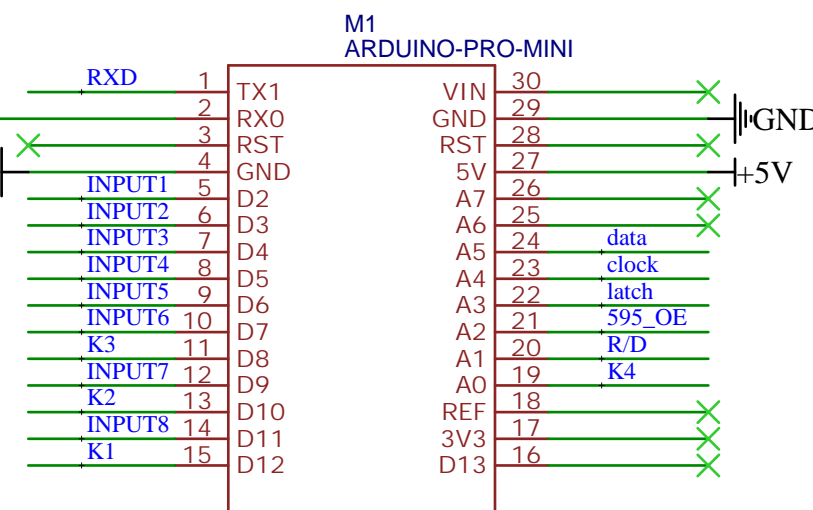 M1
ARDUINO-PRO-MINI
RXD 1 TX1 VIN 30
2 RX0 GND 29 GND
3 RST RST 28
4 GND 5V 27 +5V
INPUT1 5 D2 A7 26
INPUT2 6 D3 A6 25
INPUT3 7 D4 A5 24 data
INPUT4 8 D5 A4 23 clock
INPUT5 9 D6 A3 22 latch
INPUT6 10 D7 A2 21 595_OE
K3 11 D8 A1 20 R/D
INPUT7 12 D9 A0 19 K4
K2 13 D10 REF 18
INPUT8 14 D11 3V3 17
K1 15 D12 D13 16